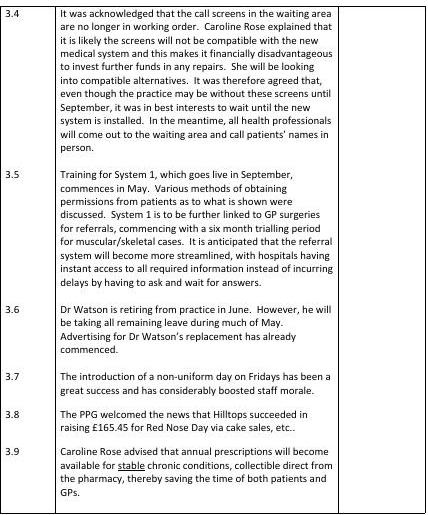 3.4 It was acknowledged that the call screens in the waiting area
are no longer in working order.  Caroline Rose explained that
it is likely the screens will not be compatible with the new
medical system and this makes it financially disadvantageous
to invest further funds in any repairs.  She will be looking
into compatible alternatives.  It was therefore agreed that,
even though the practice may be without these screens until
September, it was in best interests to wait until the new
system is installed.  In the meantime, all health professionals
will come out to the waiting area and call patients' names in
person.
3.5 Training for System 1, which goes live in September,
commences in May.  Various methods of obtaining
permissions from patients as to what is shown were
discussed.  System 1 is to be further linked to GP surgeries
for referrals, commencing with a six month trialling period
for muscular/skeletal cases.  It is anticipated that the referral
system will become more streamlined, with hospitals having
instant access to all required information instead of incurring
delays by having to ask and wait for answers.
3.6 Dr Watson is retiring from practice in June.  However, he will
be taking all remaining leave during much of May.
Advertising for Dr Watson's replacement has already
commenced.
3.7 The introduction of a non-uniform day on Fridays has been a
great success and has considerably boosted staff morale.
3.8 The PPG welcomed the news that Hilltops succeeded in
raising £165.45 for Red Nose Day via cake sales, etc..
3.9 Caroline Rose advised that annual prescriptions will become
available for stable chronic conditions, collectible direct from
the pharmacy, thereby saving the time of both patients and
GPs.